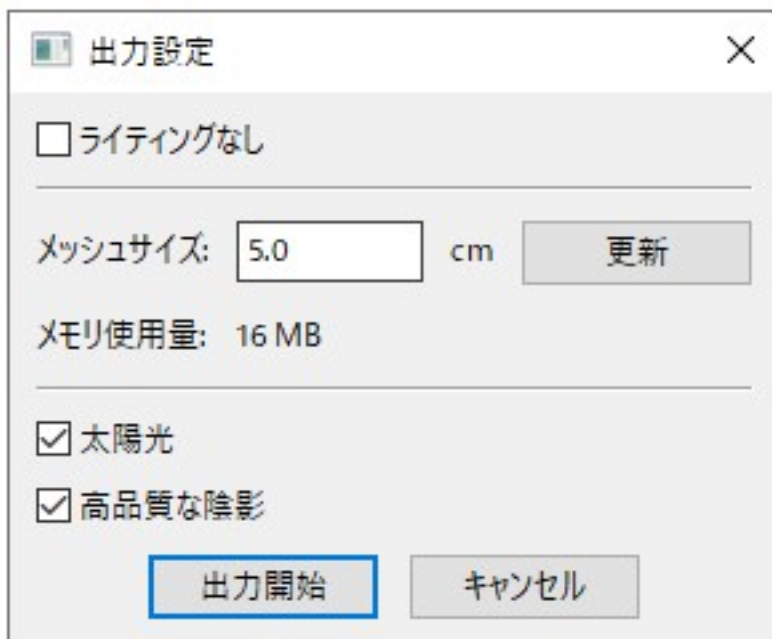 出力設定
ライティングなし
メッシュサイズ: 5.0 cm 更新
メモリ使用量: 16 MB
太陽光
高品質な陰影
出力開始 キャンセル